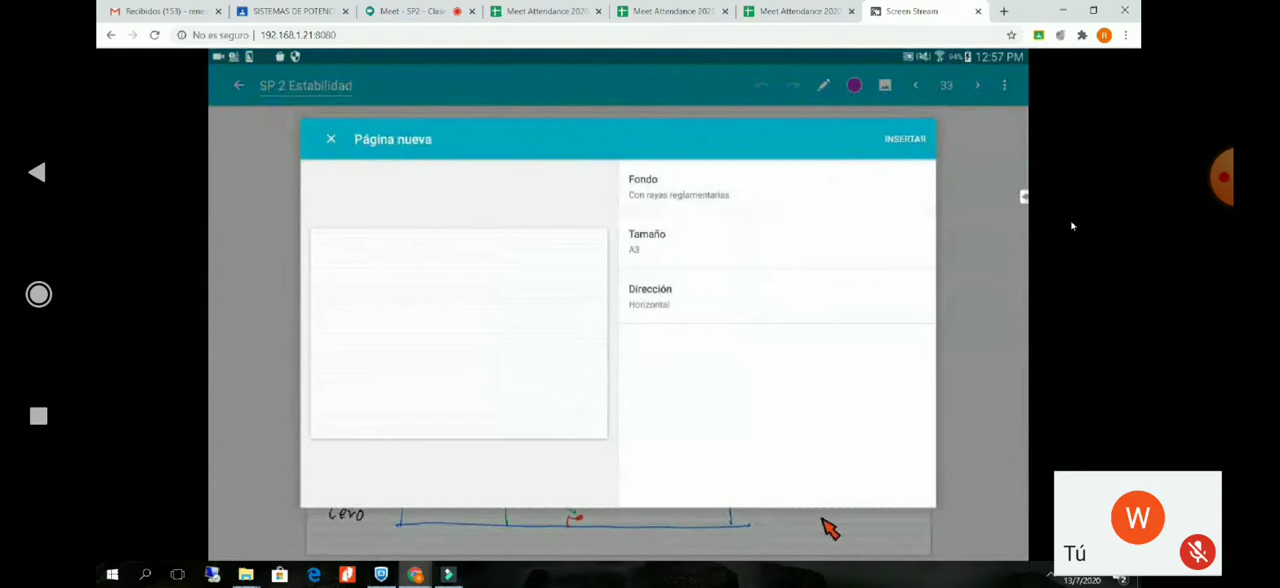 Recibidos (153) - reno
SISTEMAS DE POTENC
Meet - SP2 - Clas
Meet Attendance 2020
Meet Attendance 2020
Meet Attendance 2020
Screen Stream
No es seguro | 192.168.1.21:8080
R
94% 12:57 PM
SP 2 Estabilidad
33
Página nueva
INSERTAR
Fondo
Con rayas reglamentarias
Tamaño
A3
Dirección
Horizontal
cero
W
Tú
13/7/2020
2